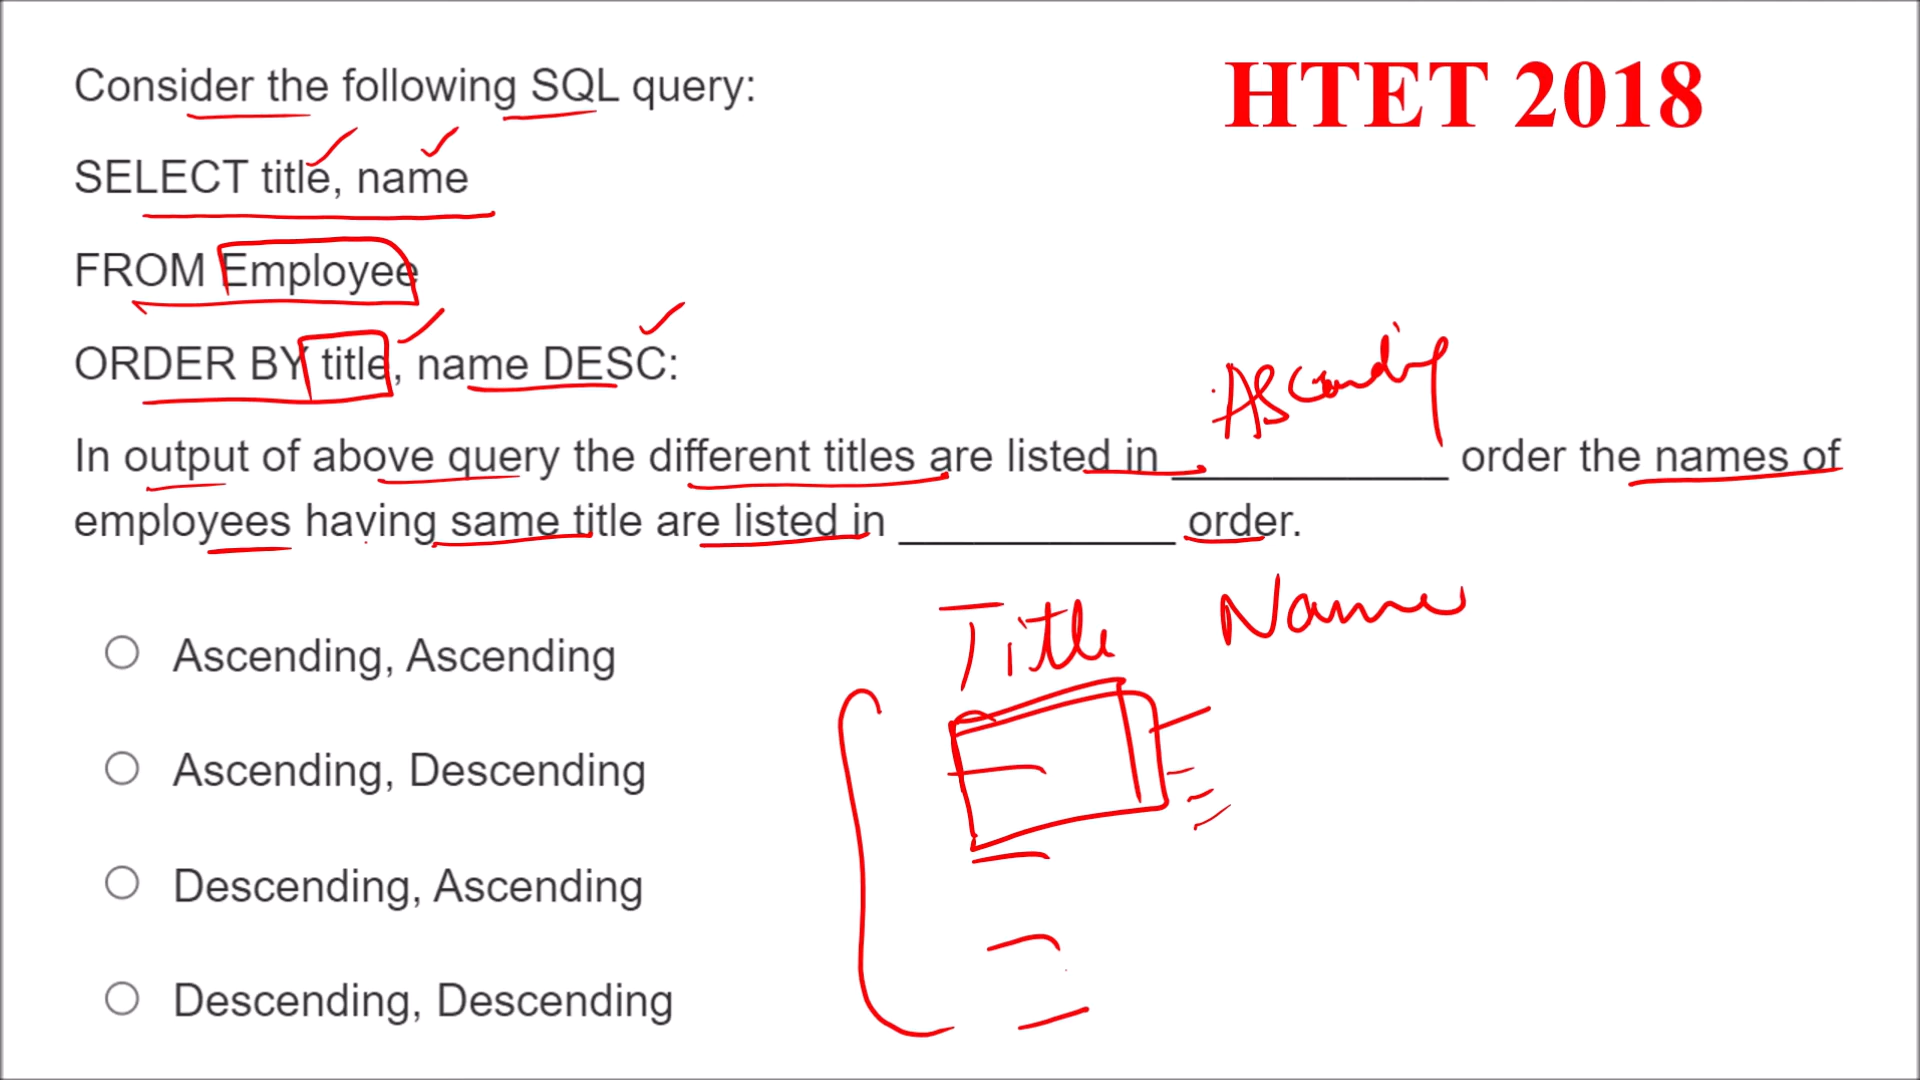 Consider the following SQL query:
HTET 2018
SELECT title, name
FROM Employee
ORDER BY title, name DESC:
Ascending
In output of above query the different titles are listed in ____________ order the names of
employees having same title are listed in ____________ order.
Title Name
Ascending, Ascending
Ascending, Descending
Descending, Ascending
Descending, Descending